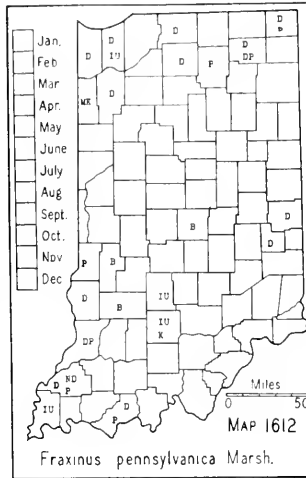 Jan.
Feb
Mar
Apr.
May
June
July
Aug
Sept.
Oct.
Nov
Dec
D D D
D IU D D DP
P
ME D
B D
D
P B
D B IU
IU
X
DP
D ND
P
IU D
P
Miles
0 50
MAP 1612
Fraxinus pennsylvanica Marsh.